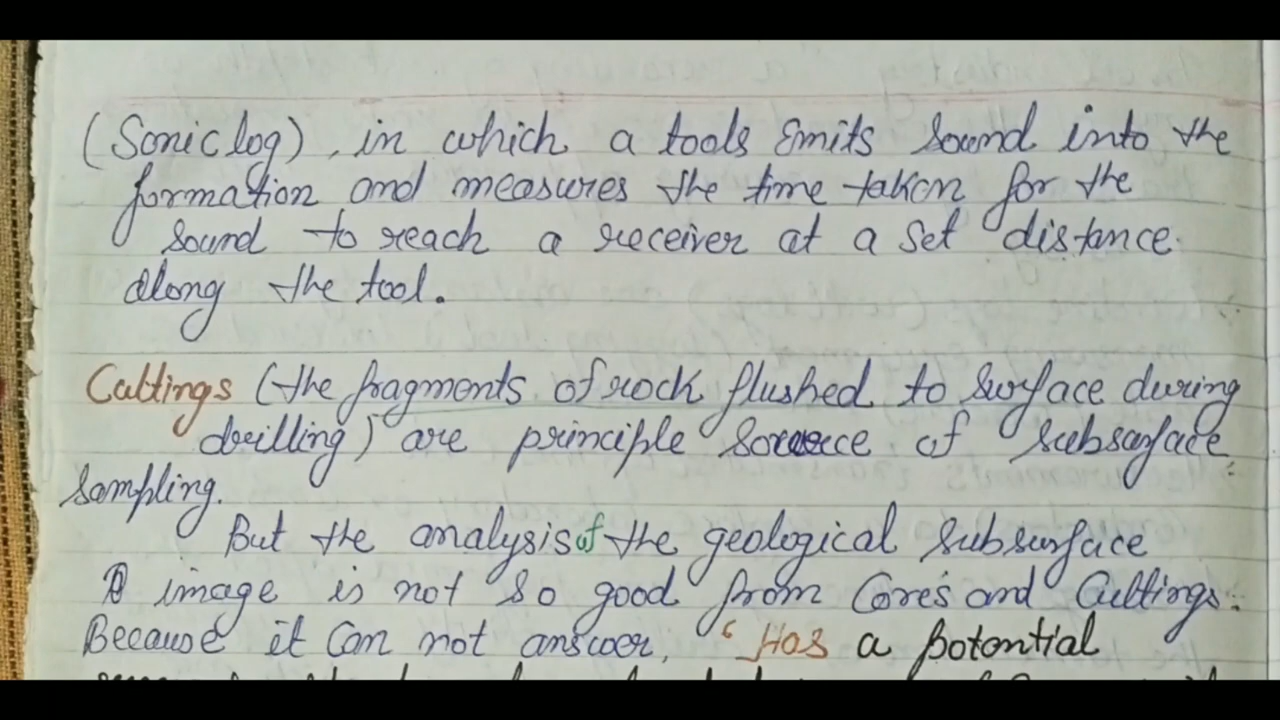 (Sonic log), in which a tools Emits Sound into the
formation and measures the time taken for the
Sound to reach a receiver at a Set distance.
along the tool.
Cuttings (the fragments of rock flushed to Surface during
drilling) are principle Source of subsurface
Sampling.
But the analysis of the geological Subsurface
image is not So good from Cores and Cuttings.
Because it Can not answer, "Has a potential